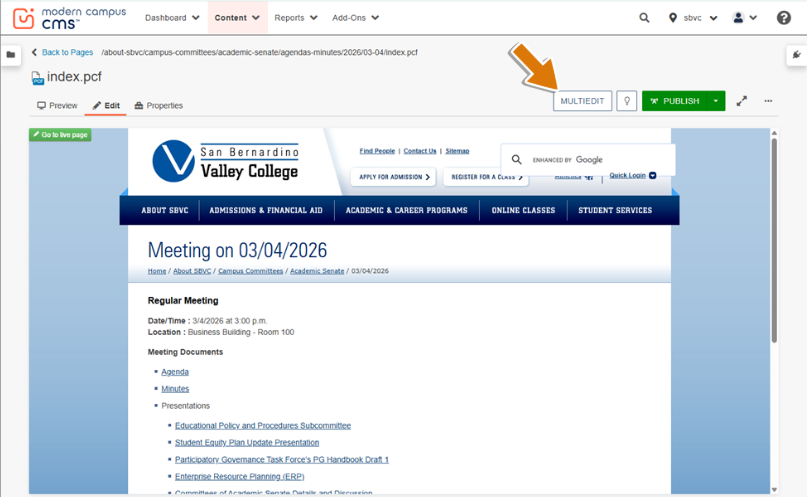 modern campus
cms™
Dashboard
Content
Reports
Add-Ons
sbvc
Back to Pages
/about-sbvc/campus-committees/academic-senate/agendas-minutes/2026/03-04/index.pcf
PCF
index.pcf
Preview
Edit
Properties
MULTIEDIT
PUBLISH
Go to live page
San Bernardino
Valley College
Find People | Contact Us | Sitemap
ENHANCED BY Google
APPLY FOR ADMISSION
REGISTER FOR A CLASS
Athletics
Quick Login
ABOUT SBVC
ADMISSIONS & FINANCIAL AID
ACADEMIC & CAREER PROGRAMS
ONLINE CLASSES
STUDENT SERVICES
Meeting on 03/04/2026
Home / About SBVC / Campus Committees / Academic Senate / 03/04/2026
Regular Meeting
Date/Time : 3/4/2026 at 3:00 p.m.
Location : Business Building - Room 100
Meeting Documents
Agenda
Minutes
Presentations
Educational Policy and Procedures Subcommittee
Student Equity Plan Update Presentation
Participatory Governance Task Force's PG Handbook Draft 1
Enterprise Resource Planning (ERP)
Committees of Academic Senate Details and Discussion